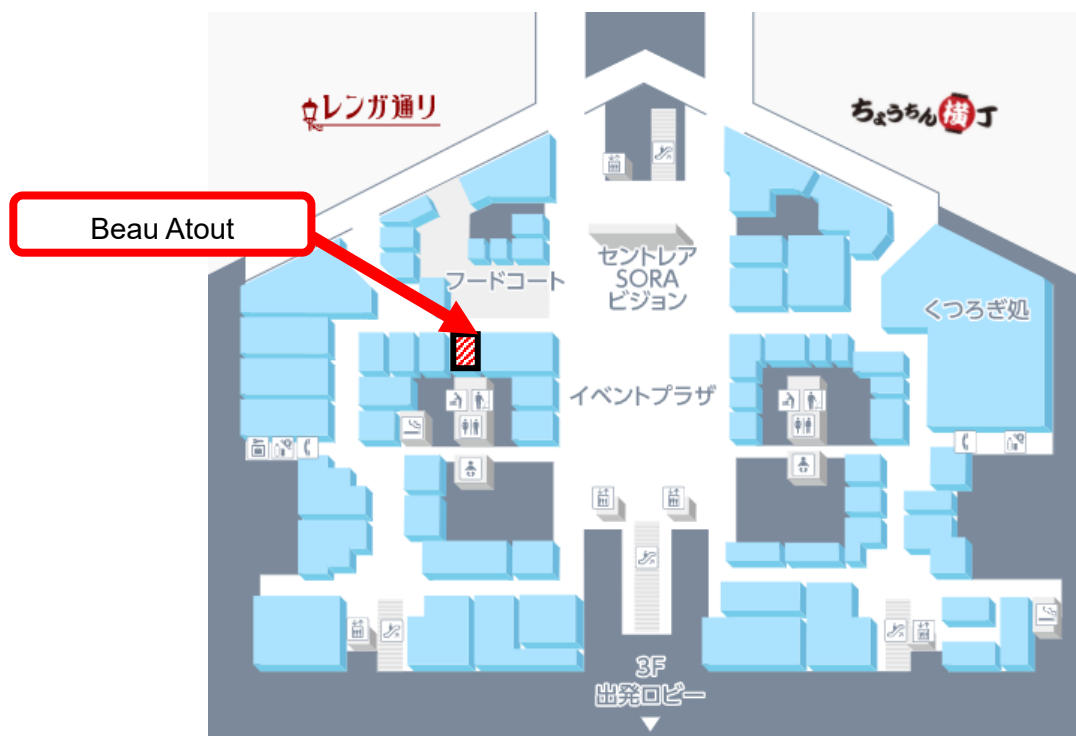 レンガ通り
ちょうちん横丁
Beau Atout
フードコート
セントレア
SORA
ビジョン
くつろぎ処
イベントプラザ
3F
出発ロビー